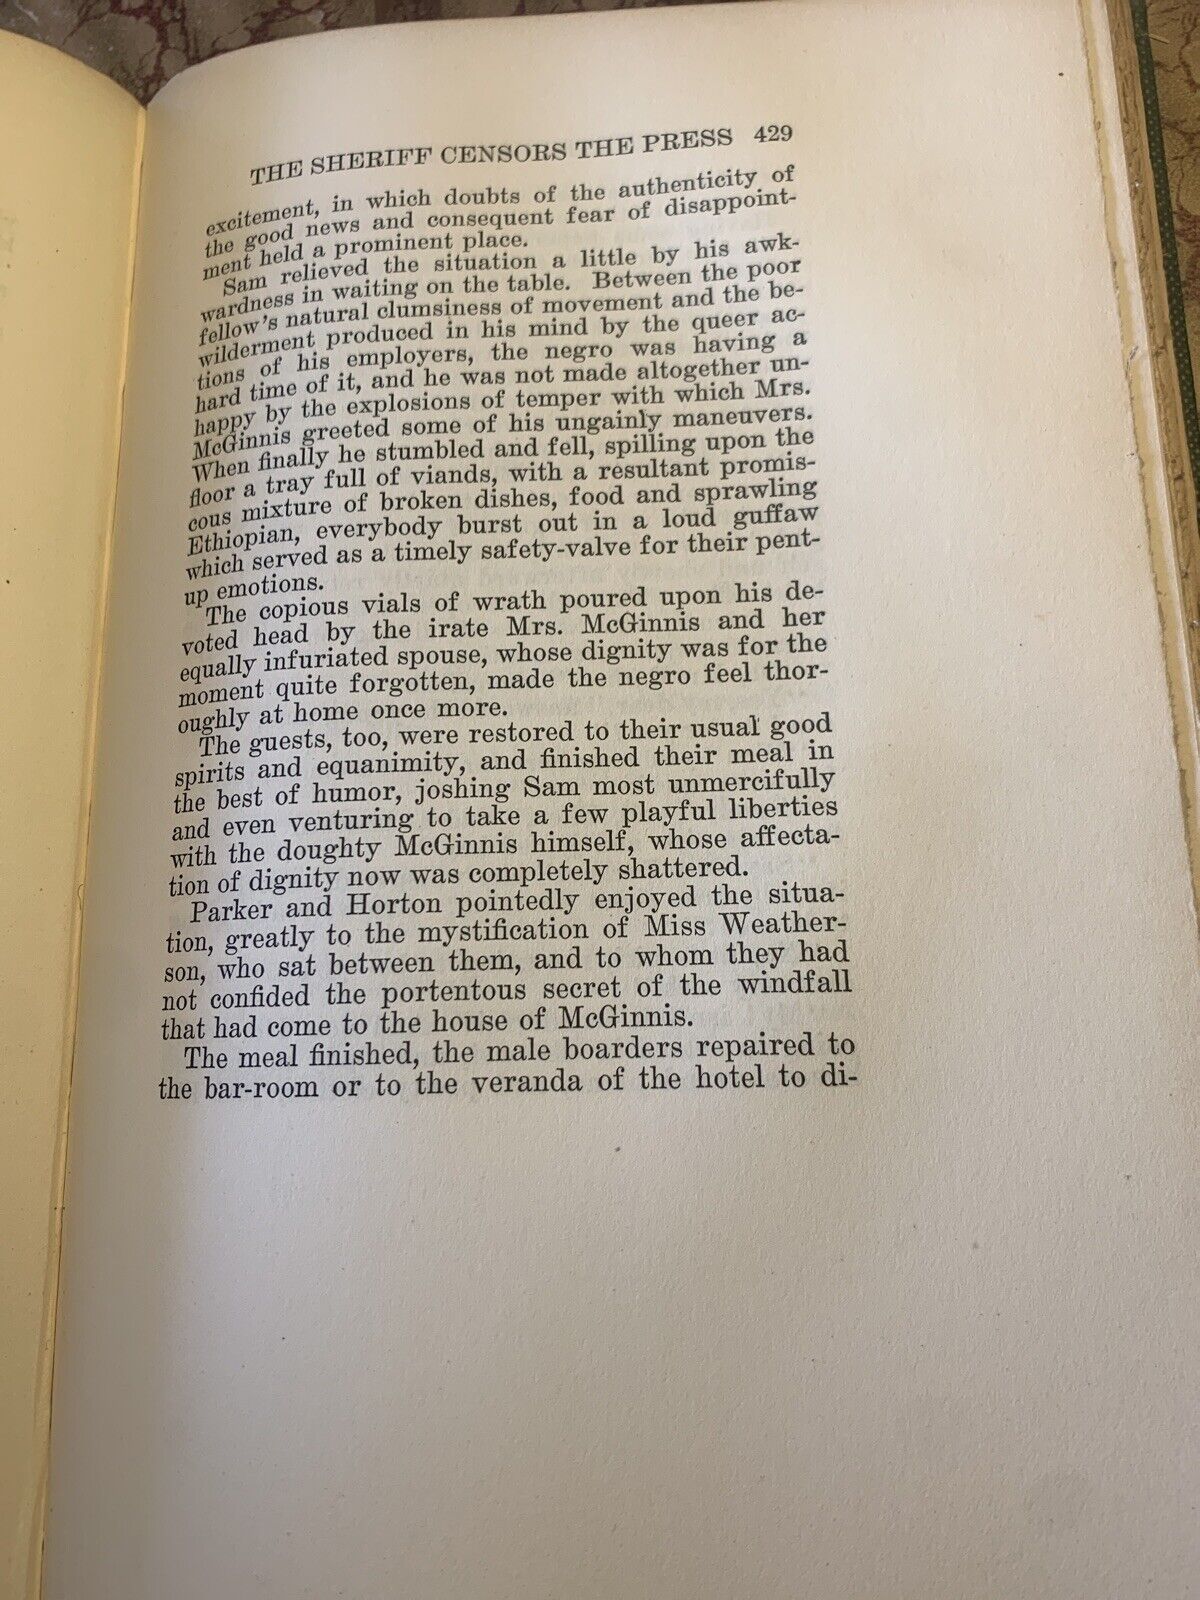 THE SHERIFF CENSORS THE PRESS 429
excitement, in which doubts of the authenticity of
the good news and consequent fear of disappoint-
ment held a prominent place.
Sam relieved the situation a little by his awk-
wardness in waiting on the table. Between the poor
fellow's natural clumsiness of movement and the be-
wilderment produced in his mind by the queer ac-
tions of his employers, the negro was having a
hard time of it, and he was not made altogether un-
happy by the explosions of temper with which Mrs.
McGinnis greeted some of his ungainly maneuvers.
When finally he stumbled and fell, spilling upon the
floor a tray full of viands, with a resultant promis-
cous mixture of broken dishes, food and sprawling
Ethiopian, everybody burst out in a loud guffaw
which served as a timely safety-valve for their pent-
up emotions.
The copious vials of wrath poured upon his de-
voted head by the irate Mrs. McGinnis and her
equally infuriated spouse, whose dignity was for the
moment quite forgotten, made the negro feel thor-
oughly at home once more.
The guests, too, were restored to their usual good
spirits and equanimity, and finished their meal in
the best of humor, joshing Sam most unmercifully
and even venturing to take a few playful liberties
with the doughty McGinnis himself, whose affecta-
tion of dignity now was completely shattered.
Parker and Horton pointedly enjoyed the situa-
tion, greatly to the mystification of Miss Weather-
son, who sat between them, and to whom they had
not confided the portentous secret of the windfall
that had come to the house of McGinnis.
The meal finished, the male boarders repaired to
the bar-room or to the veranda of the hotel to di-